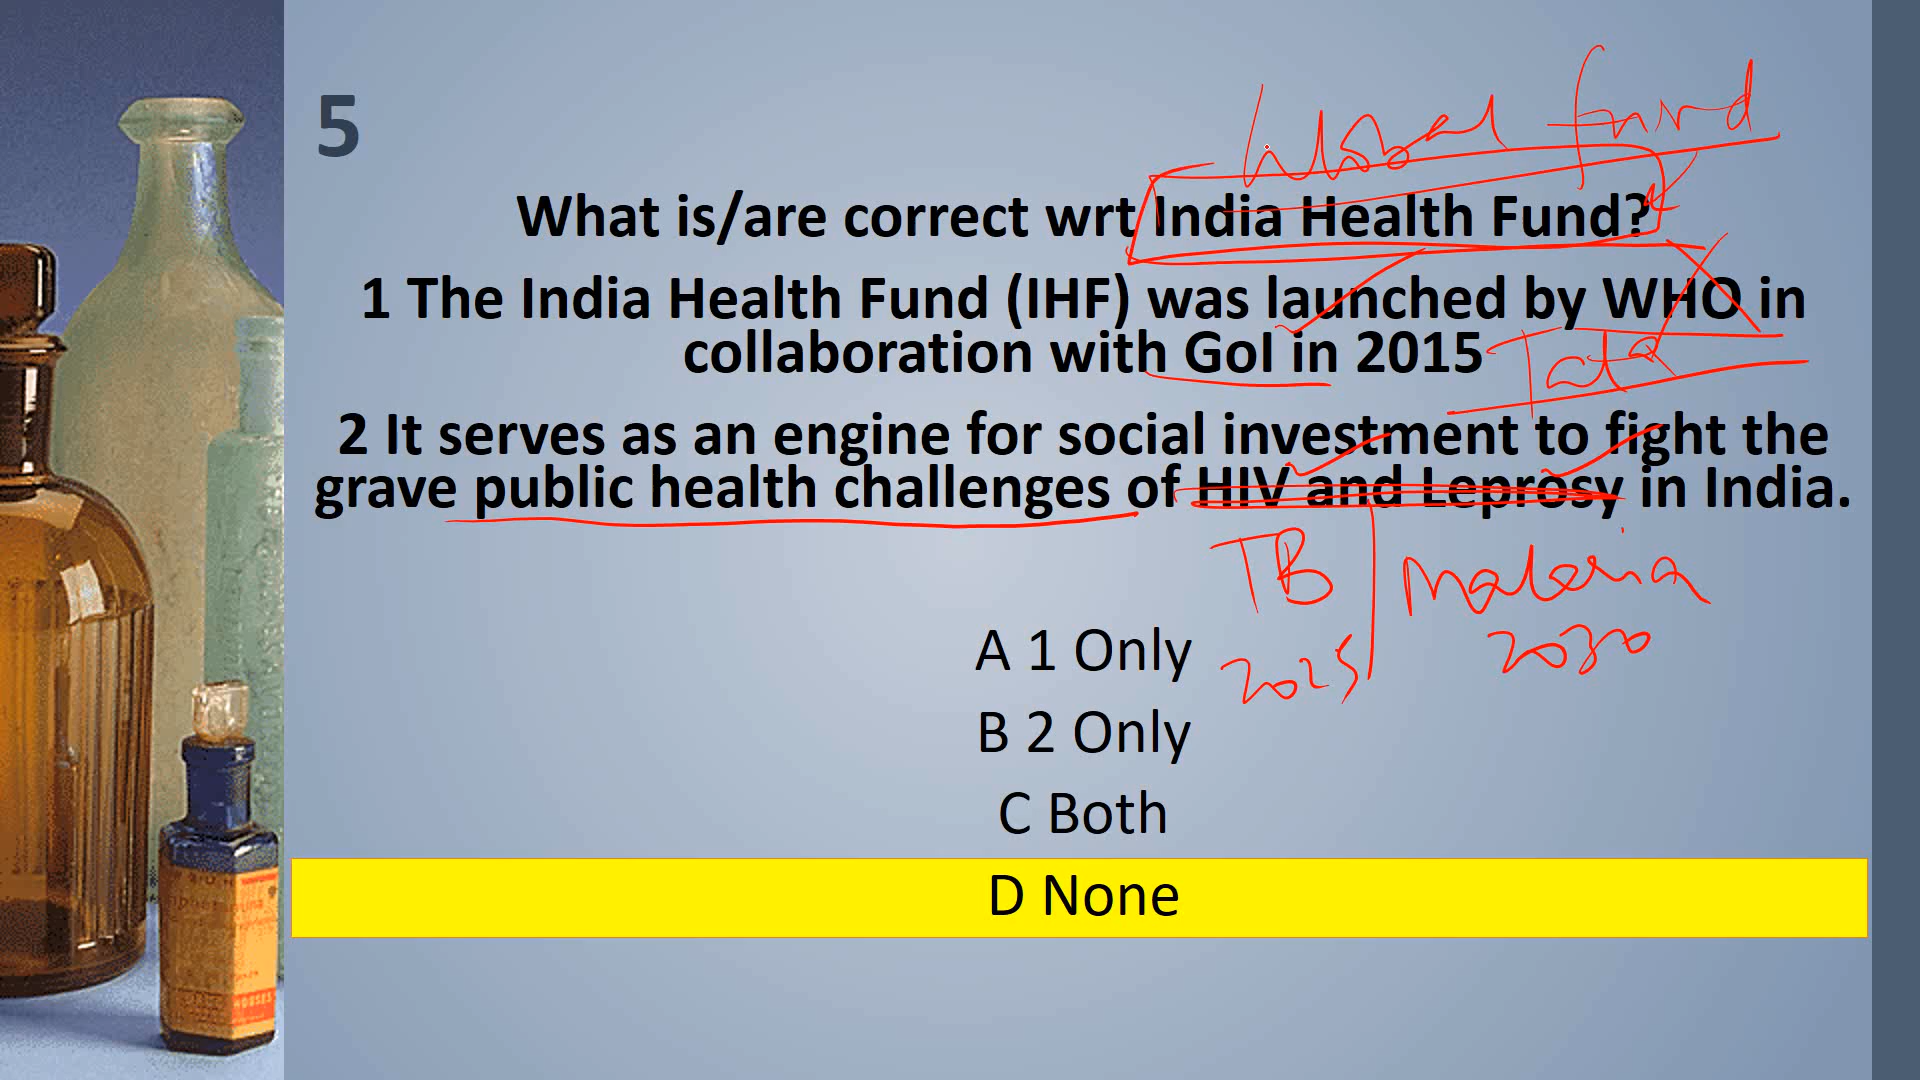 5
Global Fund
What is/are correct wrt India Health Fund?
1 The India Health Fund (IHF) was launched by WHO in
collaboration with GoI in 2015
Tata
2 It serves as an engine for social investment to fight the
grave public health challenges of HIV and Leprosy in India.
TB Malaria
2025 2030
A 1 Only
B 2 Only
C Both
D None
HOUSES